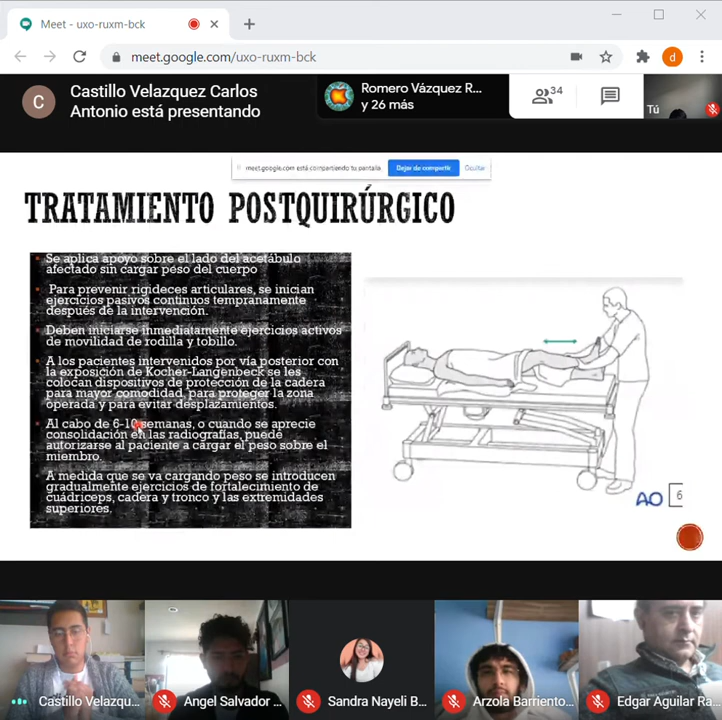 Meet - uxo-ruxm-bck
meet.google.com/uxo-ruxm-bck
d
C
Castillo Velazquez Carlos
Antonio está presentando
Romero Vázquez R...
y 26 más
34
Tú
meet.google.com está compartiendo tu pantalla
Dejar de compartir
Ocultar
TRATAMIENTO POSTQUIRÚRGICO
• Se aplica apoyo sobre el lado del acetábulo
afectado sin cargar peso del cuerpo
• Para prevenir rigideces articulares, se inician
ejercicios pasivos continuos tempranamente
después de la intervención.
• Deben iniciarse inmediatamente ejercicios activos
de movilidad de rodilla y tobillo.
• A los pacientes intervenidos por vía posterior con
la exposición de Kocher-Langenbeck se les
colocan dispositivos de protección de la cadera
para mayor comodidad, para proteger la zona
operada y para evitar desplazamientos.
• Al cabo de 6-10 semanas, o cuando se aprecie
consolidación en las radiografías, puede
autorizarse al paciente a cargar el peso sobre el
miembro.
• A medida que se va cargando peso se introducen
gradualmente ejercicios de fortalecimiento de
cuádriceps, cadera y tronco y las extremidades
superiores.
AO
6
Castillo Velazqu...
Angel Salvador ...
Sandra Nayeli B...
Arzola Barriento...
Edgar Aguilar Ra...